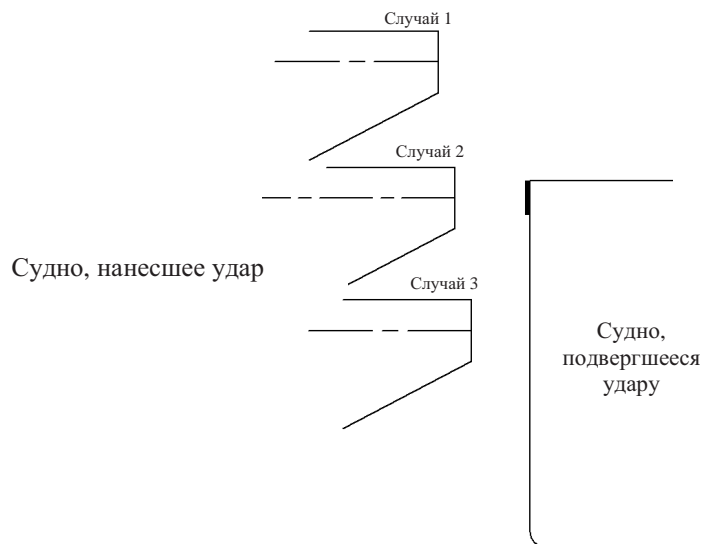 Случай 1
Случай 2
Судно, нанесшее удар
Случай 3
Судно,
подвергшееся
удару